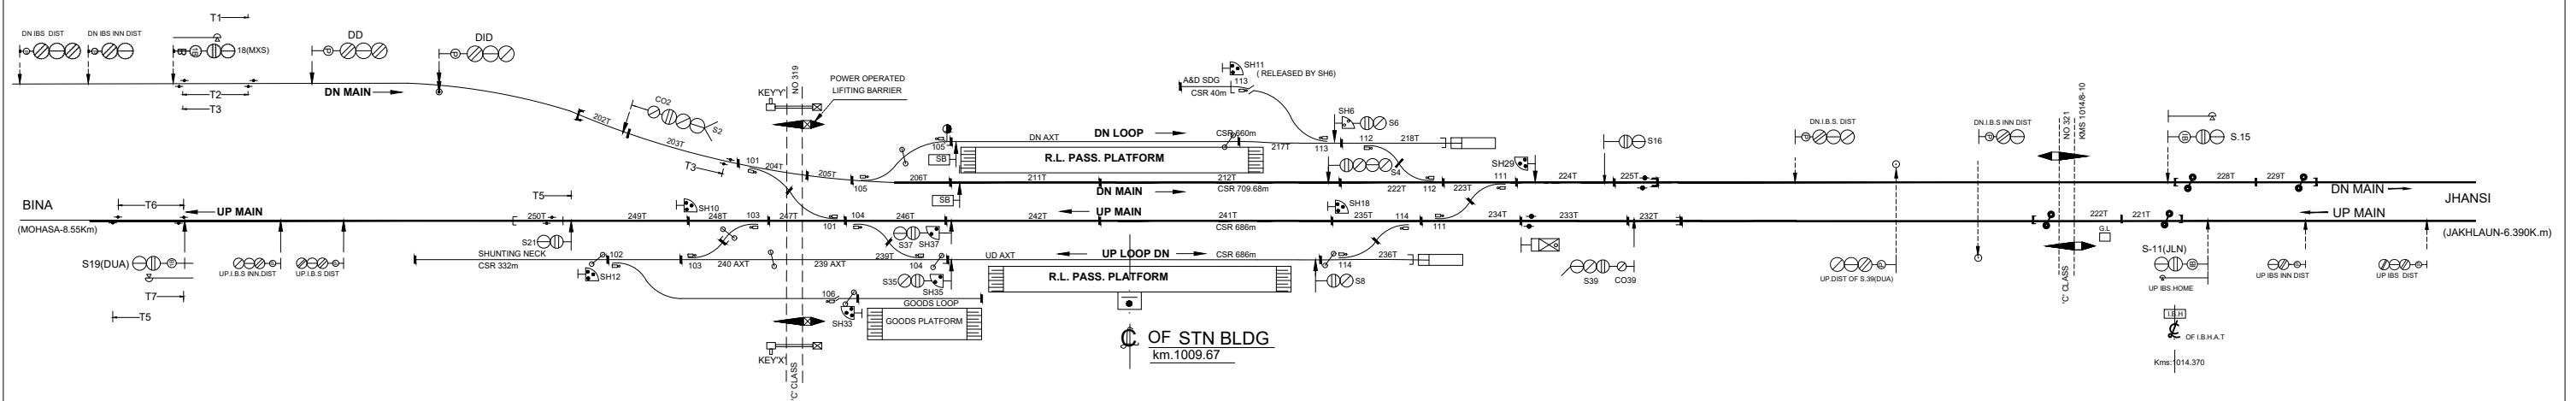 T1
DN IBS DIST
DN IBS INN DIST
18(MXS)
DD
DID
T2
T3
DN MAIN
202T
CO2
S2
203T
T3
101
204T
205T
KEY'Y'
NO 319
POWER OPERATED
LIFITING BARRIER
105
105
SB
206T
SB
DN AXT
DN LOOP
CSR 660m
R.L. PASS. PLATFORM
211T
DN MAIN
212T
CSR 709.68m
A&D SDG
CSR 40m
SH11
113
( RELEASED BY SH6)
SH6
S6
217T
113
112
218T
S4
222T
112
223T
SH29
111
S16
224T
225T
DN.I.B.S. DIST
DN.I.B.S INN DIST
NO 321
KMS 1014/8-10
S.15
228T
229T
DN MAIN
JHANSI
BINA
(MOHASA-8.55Km)
T6
UP MAIN
T5
250T
249T
SH10
248T
103
247T
101
104
246T
242T
UP MAIN
241T
CSR 686m
SH18
235T
114
111
234T
233T
232T
222T
221T
UP MAIN
(JAKHLAUN-6.390K.m)
S19(DUA)
T7
T5
UP.I.B.S INN.DIST
UP.I.B.S DIST
S21
SHUNTING NECK
CSR 332m
102
SH12
103
240 AXT
239 AXT
239T
104
S37
SH37
S35
SH35
UD AXT
UP LOOP DN
CSR 686m
R.L. PASS. PLATFORM
114
236T
S8
S39
CO39
UP.DIST OF S.39(DUA)
'C' CLASS
G.L
S-11(JLN)
UP IBS.HOME
UP IBS INN DIST
UP IBS DIST
106
SH33
GOODS LOOP
GOODS PLATFORM
KEY'X'
'C' CLASS
OF STN BLDG
km.1009.67
I.B.H
OF I.B.H.A.T
Kms:1014.370